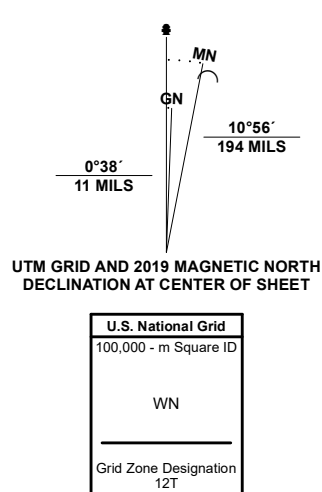 MN
GN
10°56´
194 MILS
0°38´
11 MILS
UTM GRID AND 2019 MAGNETIC NORTH
DECLINATION AT CENTER OF SHEET
U.S. National Grid
100,000 - m Square ID
WN
Grid Zone Designation
12T